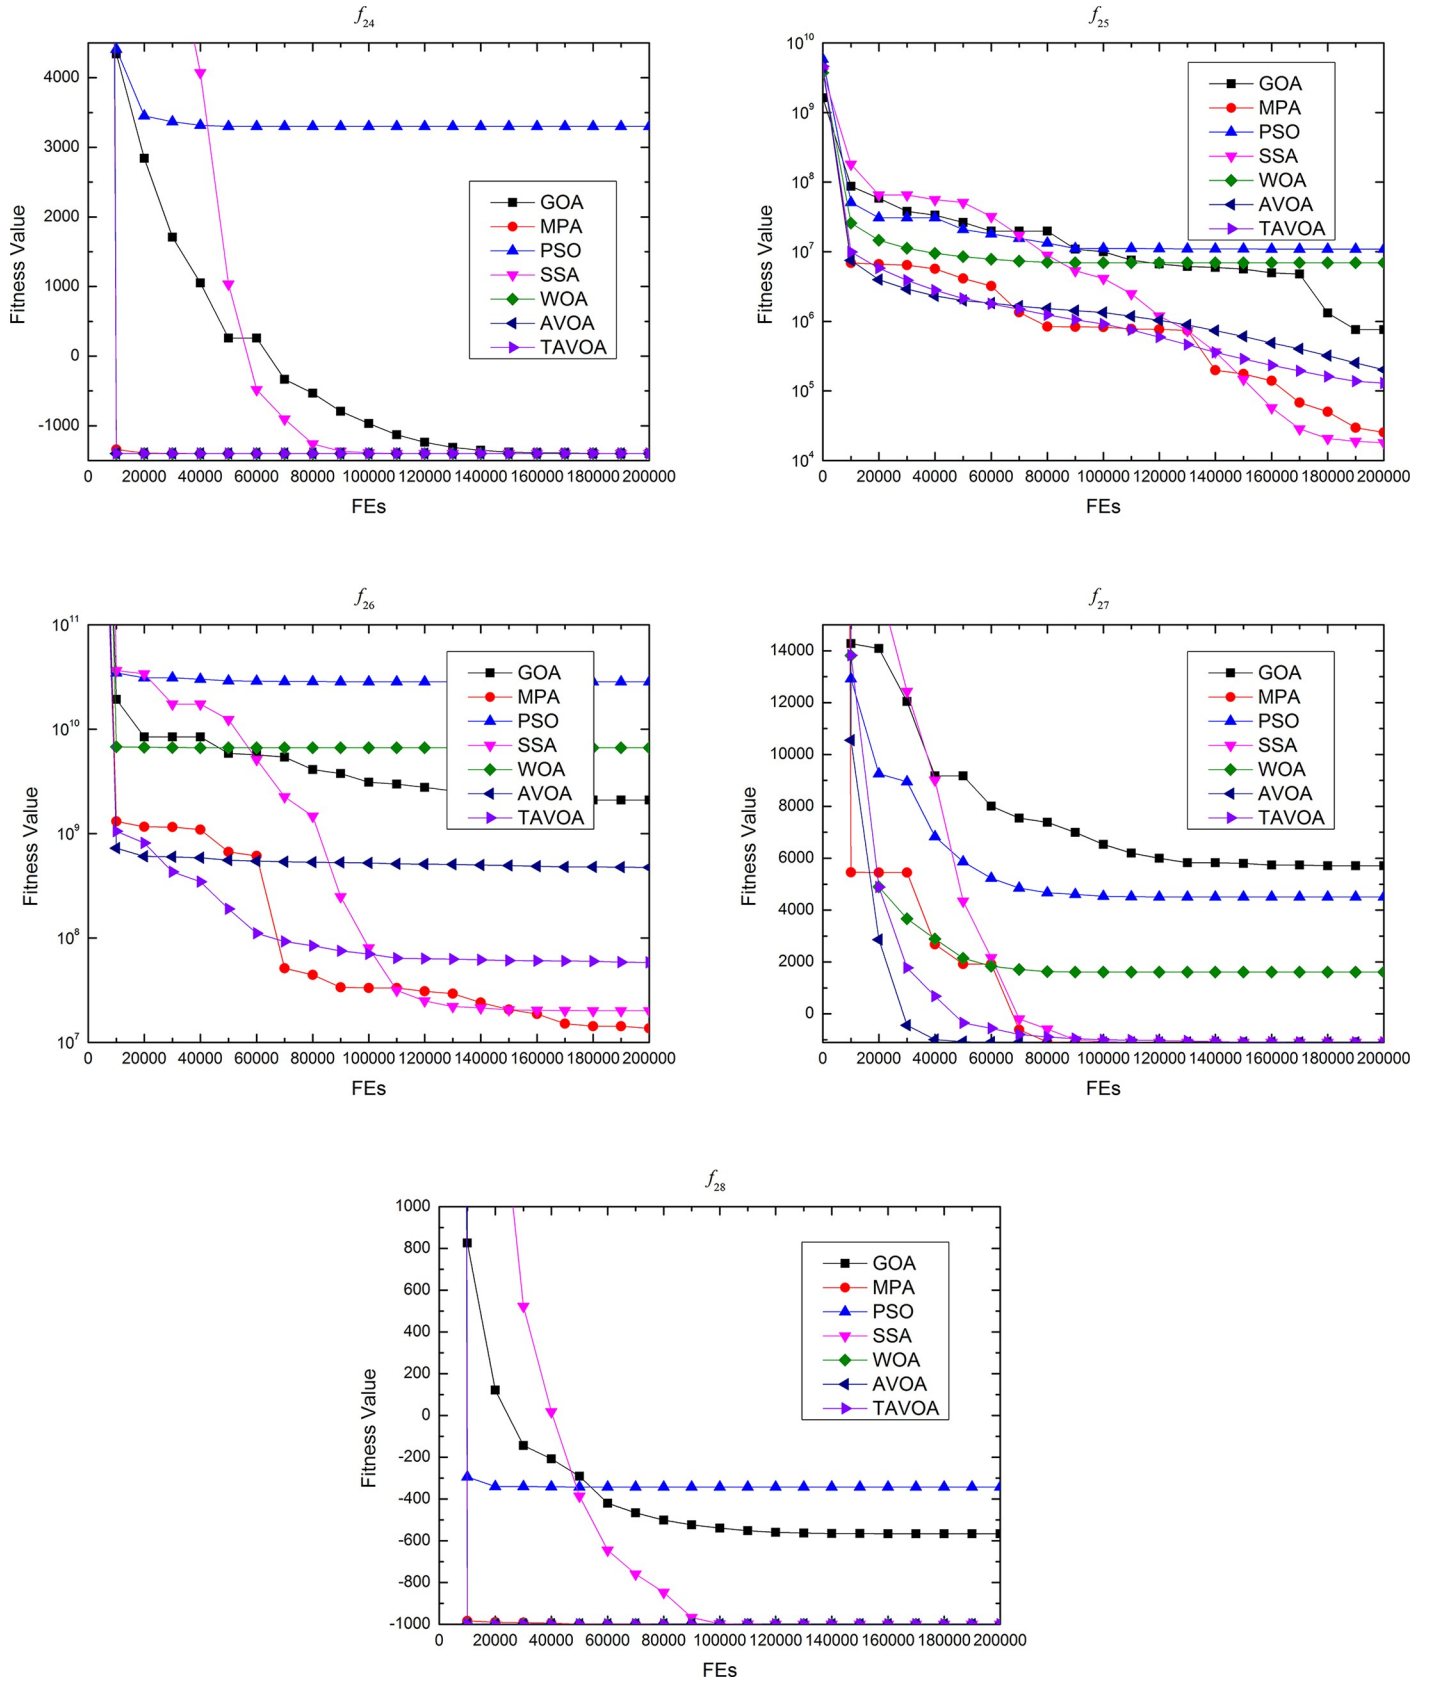 f24
4000
3000
2000
1000
0
-1000
Fitness Value
GOA
MPA
PSO
SSA
WOA
AVOA
TAVOA
0 20000 40000 60000 80000 100000 120000 140000 160000 180000 200000
FEs
f25
10^10
10^9
10^8
10^7
10^6
10^5
10^4
Fitness Value
GOA
MPA
PSO
SSA
WOA
AVOA
TAVOA
0 20000 40000 60000 80000 100000 120000 140000 160000 180000 200000
FEs
f26
10^11
10^10
10^9
10^8
10^7
Fitness Value
GOA
MPA
PSO
SSA
WOA
AVOA
TAVOA
0 20000 40000 60000 80000 100000 120000 140000 160000 180000 200000
FEs
f27
14000
12000
10000
8000
6000
4000
2000
0
Fitness Value
GOA
MPA
PSO
SSA
WOA
AVOA
TAVOA
0 20000 40000 60000 80000 100000 120000 140000 160000 180000 200000
FEs
f28
1000
800
600
400
200
0
-200
-400
-600
-800
-1000
Fitness Value
GOA
MPA
PSO
SSA
WOA
AVOA
TAVOA
0 20000 40000 60000 80000 100000 120000 140000 160000 180000 200000
FEs